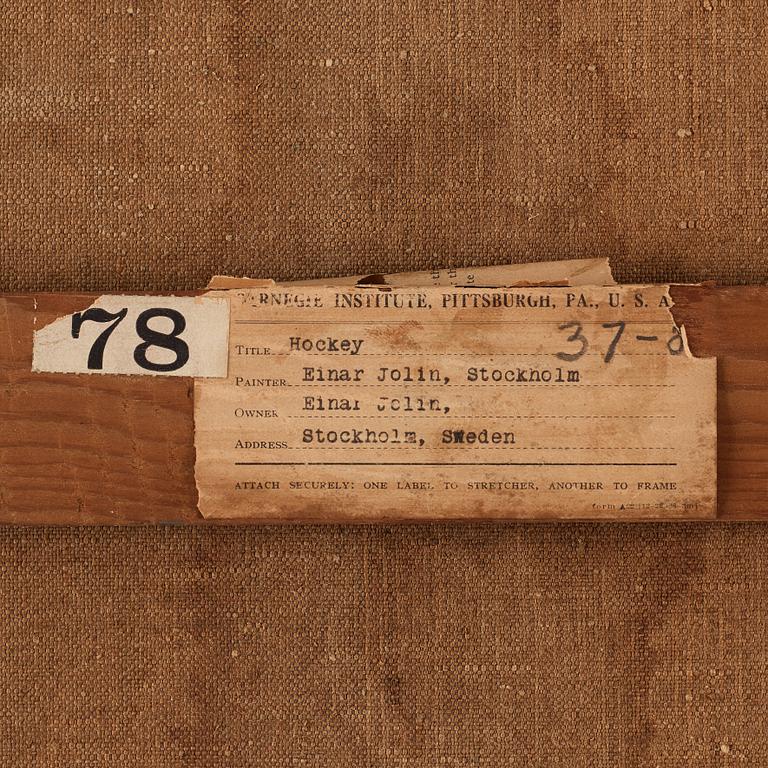 78
INSTITUTE, PITTSBURGH, PA., U. S. A
37-
TITLE Hockey
PAINTER Einar Jolin, Stockholm
OWNER Einar Jolin,
ADDRESS Stockholm, Sweden
ATTACH SECURELY: ONE LABEL TO STRETCHER, ANOTHER TO FRAME
form